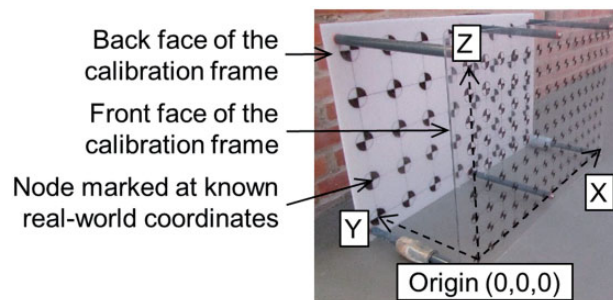 Back face of the
calibration frame
Front face of the
calibration frame
Node marked at known
real-world coordinates
Z
Y
X
Origin (0,0,0)